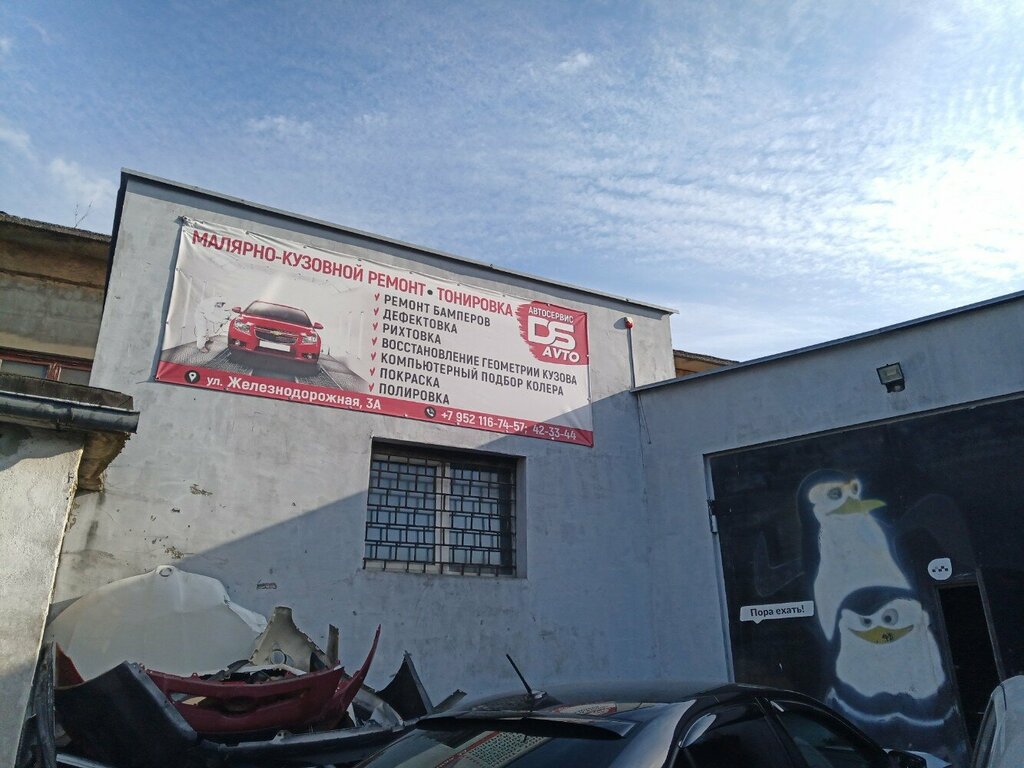 МАЛЯРНО-КУЗОВНОЙ РЕМОНТ • ТОНИРОВКА
РЕМОНТ БАМПЕРОВ
ДЕФЕКТОВКА
РИХТОВКА
ВОССТАНОВЛЕНИЕ ГЕОМЕТРИИ КУЗОВА
КОМПЬЮТЕРНЫЙ ПОДБОР КОЛЕРА
ПОКРАСКА
ПОЛИРОВКА
АВТОСЕРВИС
DS
AVTO
ул. Железнодорожная, 3А
+7 952 116-74-57; 42-33-44
Пора ехать!